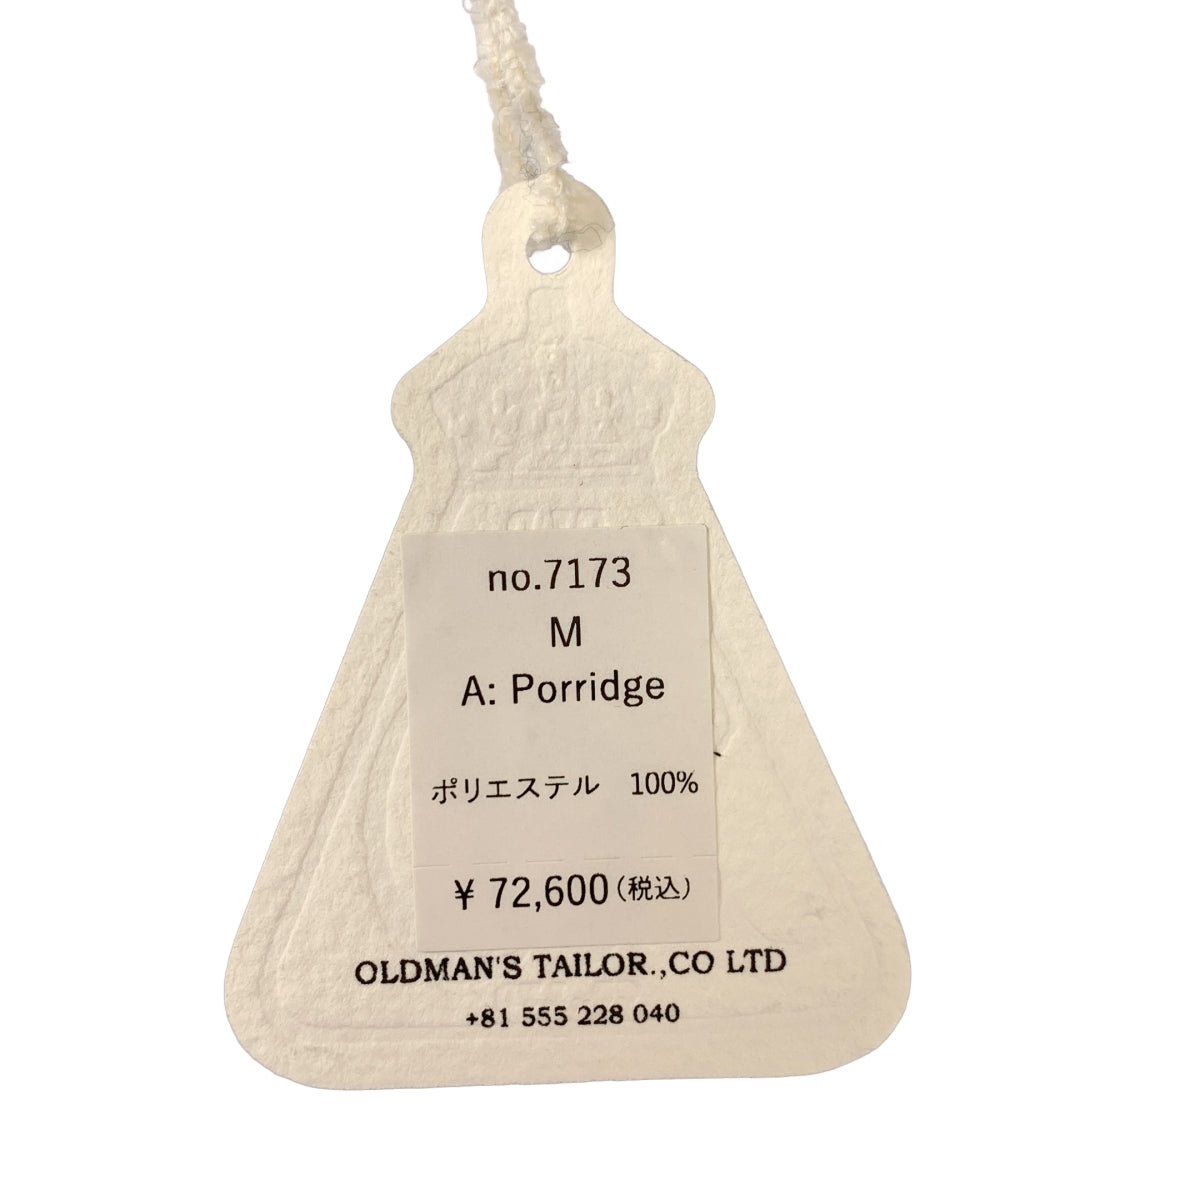 no.7173
M
A: Porridge
ポリエステル　100%
¥ 72,600(税込)
OLDMAN'S TAILOR.,CO LTD
+81 555 228 040